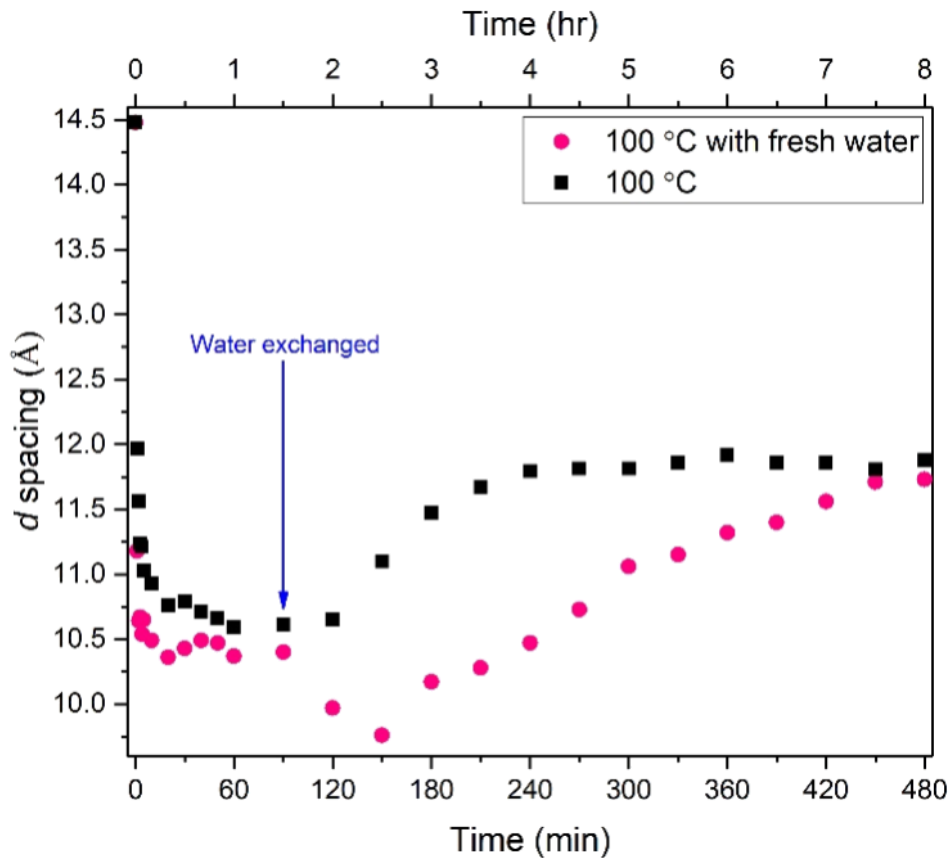 Time (hr)
0 1 2 3 4 5 6 7 8
100 °C with fresh water
100 °C
Water exchanged
d spacing (Å)
14.5
14.0
13.5
13.0
12.5
12.0
11.5
11.0
10.5
10.0
0 60 120 180 240 300 360 420 480
Time (min)